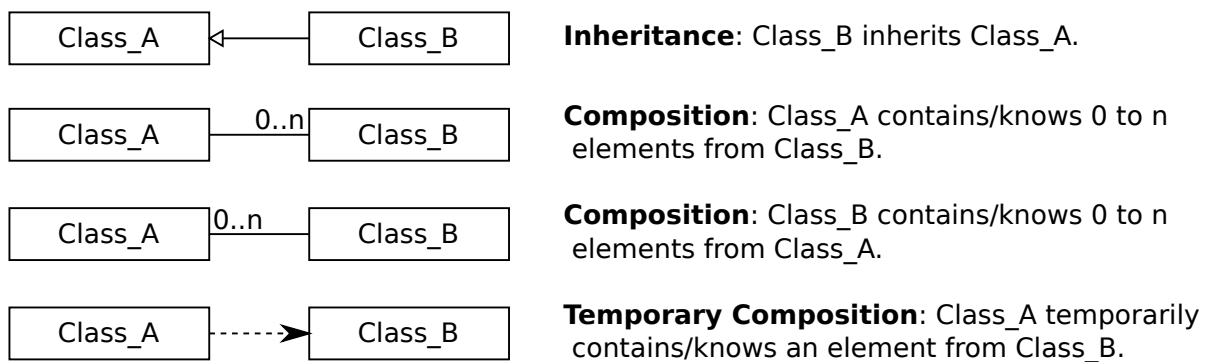 Class_A Class_B Inheritance: Class_B inherits Class_A.
Class_A 0..n Class_B Composition: Class_A contains/knows 0 to n
elements from Class_B.
Class_A 0..n Class_B Composition: Class_B contains/knows 0 to n
elements from Class_A.
Class_A Class_B Temporary Composition: Class_A temporarily
contains/knows an element from Class_B.